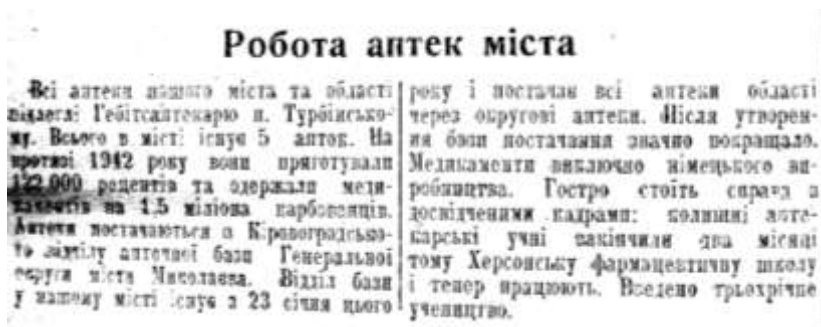 Робота аптек міста
Всі аптеки нашого міста та області
підлеглі Гебітсаптекарю п. Турбінсько-
му. Всього в місті існує 5 аптек. На
протязі 1942 року вони приготували
122.000 рецептів та одержали меди-
каментів на 1,5 міліона карбованців.
Аптеки постачаються з Кіровоградсько-
го відділу аптечної бази Генеральної
округи міста Миколаєва. Відділ бази
у нашому місті існує з 23 січня цього
року і постачає всі аптеки області
через округові аптеки. Після утворен-
ня бази постачання значно покращало.
Медикаменти виключно німецького ви-
робництва. Гостро стоїть справа з
досвідченими кадрами: колишні апте-
карські учні закінчили два місяці
тому Херсонську фармацевтичну школу
і тепер працюють. Введено трьохрічне
учеництво.